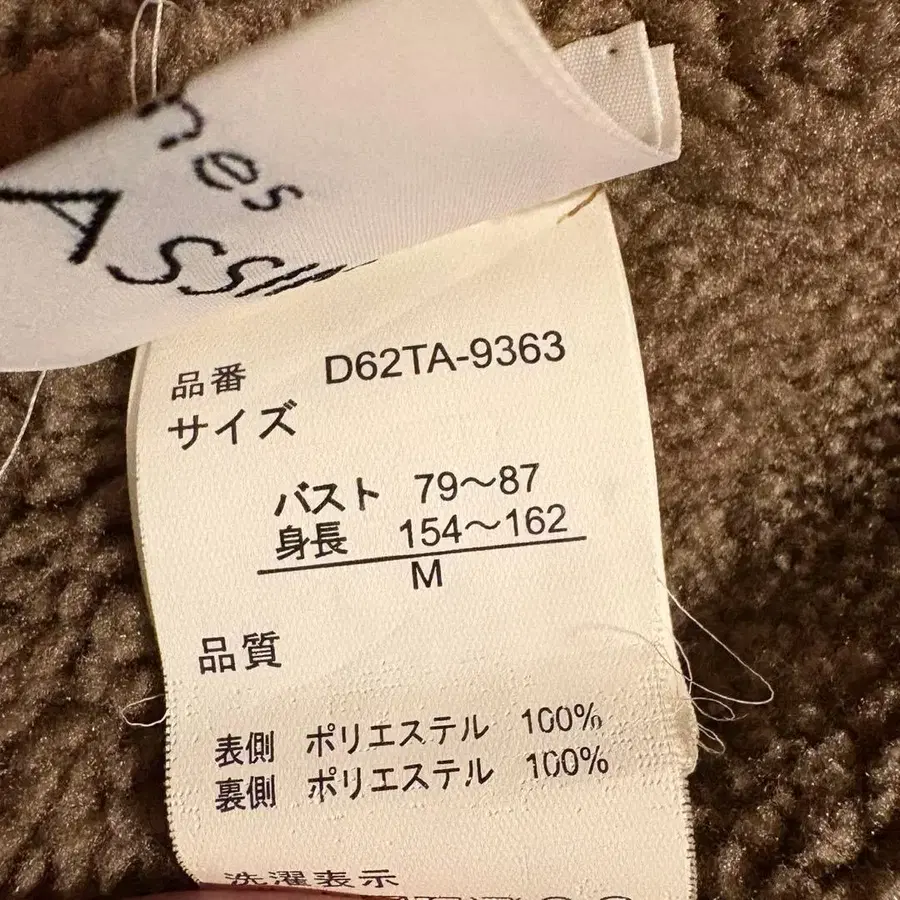 nes
品番 D62TA-9363
サイズ
バスト 79～87
身長 154～162
M
品質
表側 ポリエステル 100%
裏側 ポリエステル 100%
洗濯表示